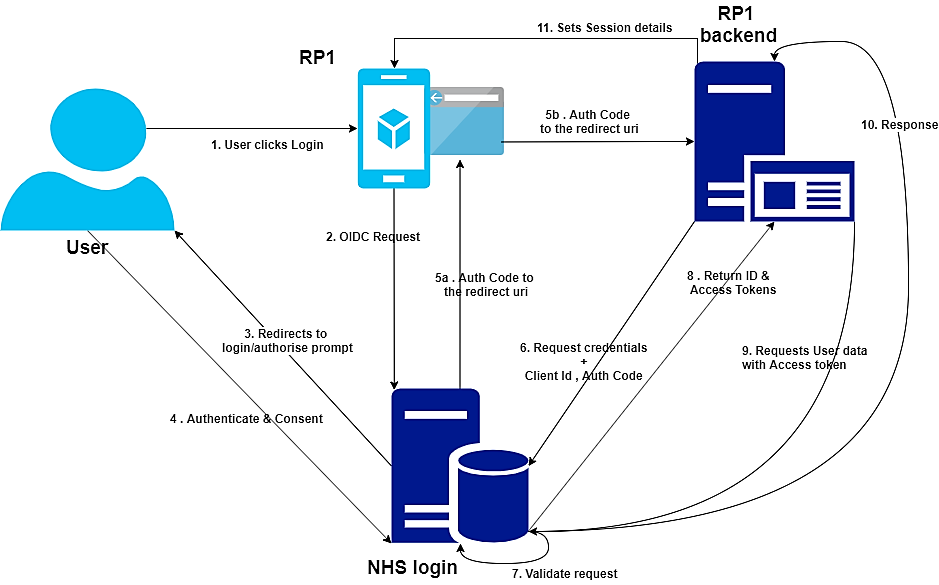 RP1
backend
11. Sets Session details
RP1
5b . Auth Code
to the redirect uri
10. Response
1. User clicks Login
User
2. OIDC Request
5a . Auth Code to
the redirect uri
8 . Return ID &
Access Tokens
3. Redirects to
login/authorise prompt
6. Request credentials
+
Client Id , Auth Code
9. Requests User data
with Access token
4 . Authenticate & Consent
NHS login
7. Validate request